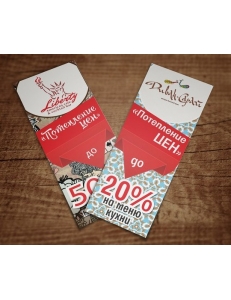 Liberty
«Потепление
ЦЕН»
до
50
«Потепление
ЦЕН»
до
20%
на меню
кухни